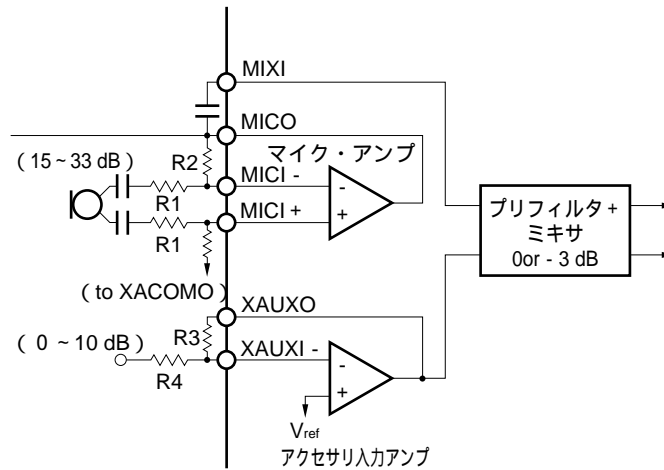 MIXI
MICO
マイク・アンプ
( 15 ~ 33 dB )
R2
MICI -
R1
MICI +
R1
( to XACOMO )
プリフィルタ +
ミキサ
0or - 3 dB
XAUXO
( 0 ~ 10 dB )
R3
XAUXI -
R4
Vref
アクセサリ入力アンプ
-
+
-
+